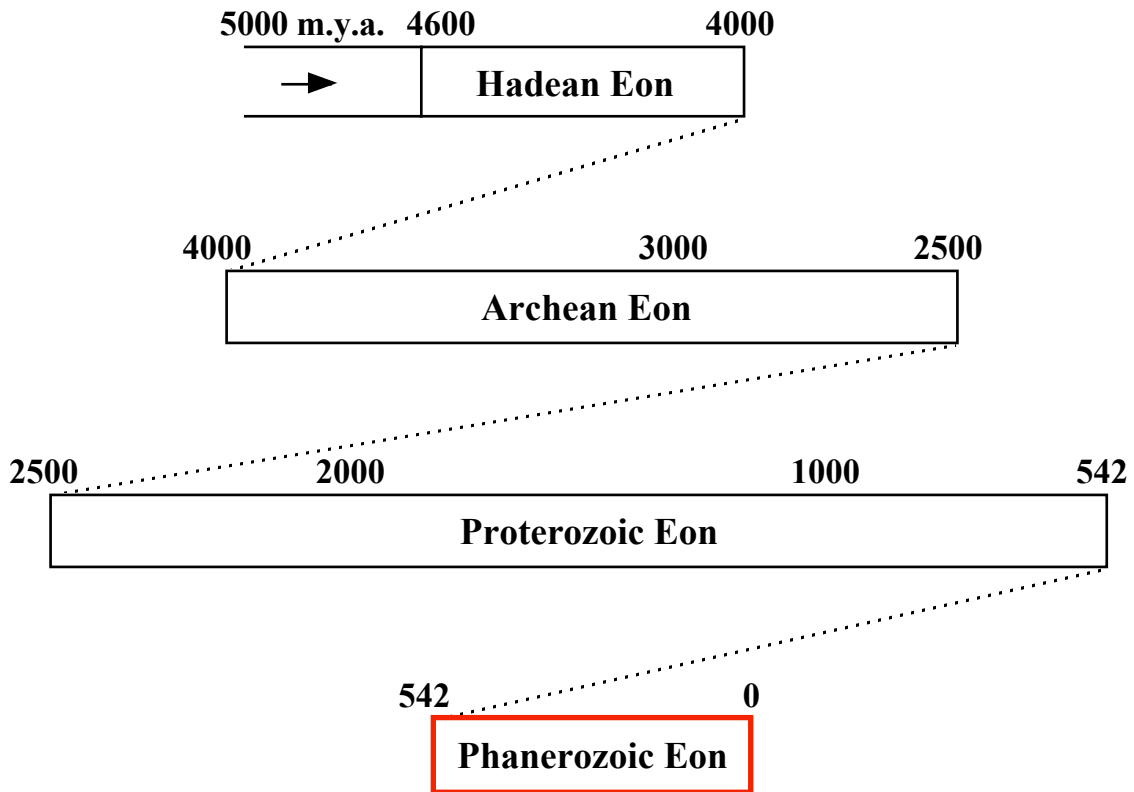 5000 m.y.a. 4600 4000
Hadean Eon
4000 3000 2500
Archean Eon
2500 2000 1000 542
Proterozoic Eon
542 0
Phanerozoic Eon